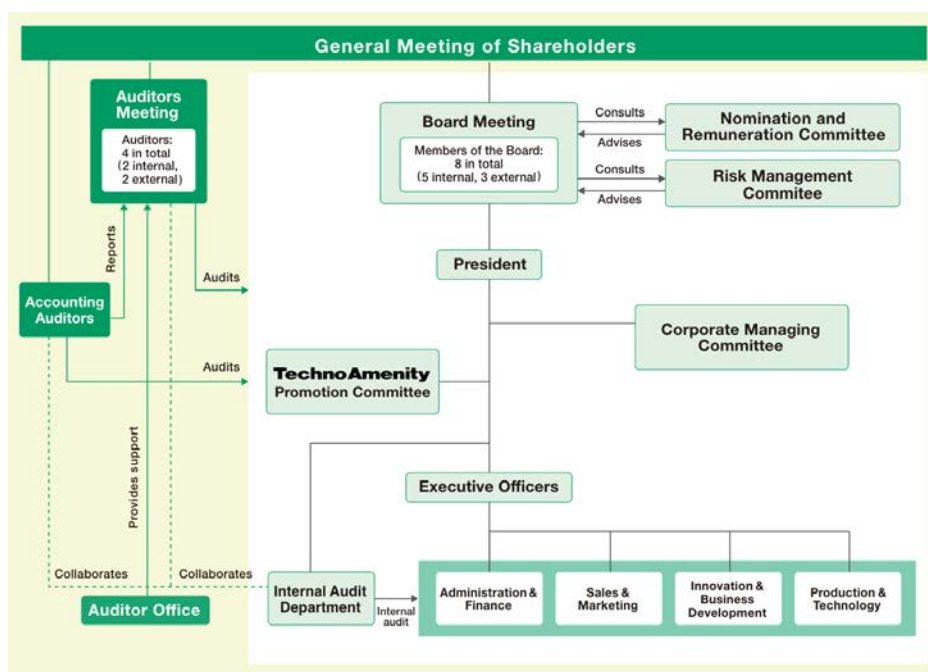 General Meeting of Shareholders
Auditors
Meeting
Auditors:
4 in total
(2 internal,
2 external)
Board Meeting
Members of the Board:
8 in total
(5 internal, 3 external)
Consults
Advises
Nomination and
Remuneration Committee
Consults
Advises
Risk Management
Commitee
Reports
Audits
President
Accounting
Auditors
Corporate Managing
Committee
Audits
TechnoAmenity
Promotion Committee
Provides support
Executive Officers
Collaborates
Collaborates
Auditor Office
Internal Audit
Department
Internal
audit
Administration &
Finance
Sales &
Marketing
Innovation &
Business
Development
Production &
Technology